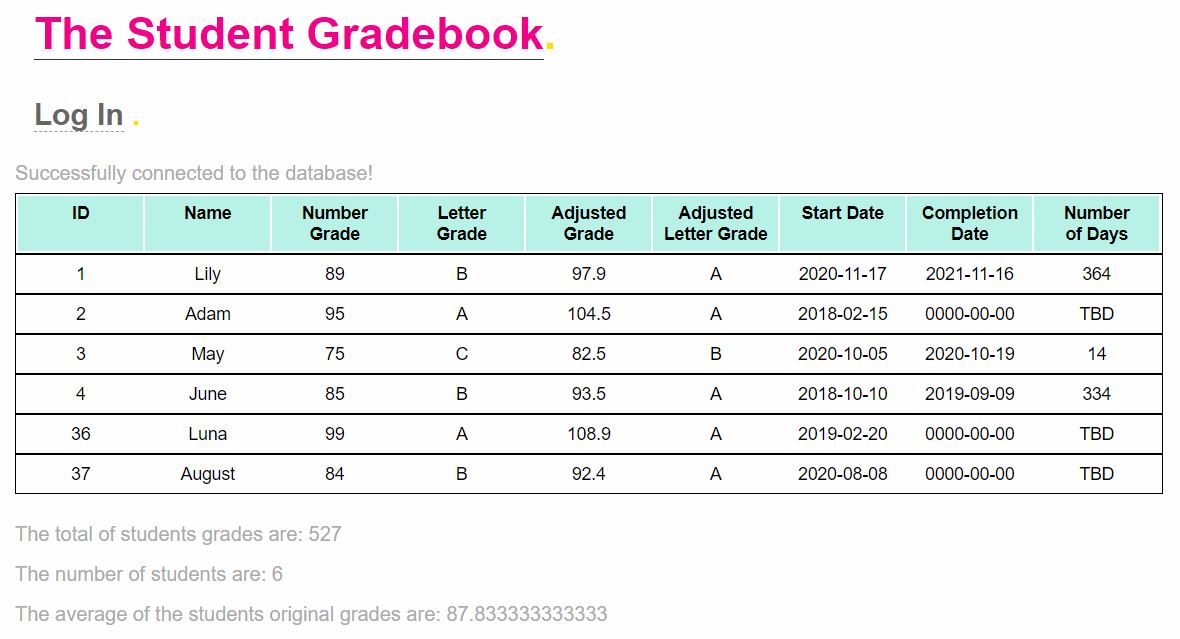 The Student Gradebook.
Log In .
Successfully connected to the database!
ID Name Number Grade Letter Grade Adjusted Grade Adjusted Letter Grade Start Date Completion Date Number of Days
1 Lily 89 B 97.9 A 2020-11-17 2021-11-16 364
2 Adam 95 A 104.5 A 2018-02-15 0000-00-00 TBD
3 May 75 C 82.5 B 2020-10-05 2020-10-19 14
4 June 85 B 93.5 A 2018-10-10 2019-09-09 334
36 Luna 99 A 108.9 A 2019-02-20 0000-00-00 TBD
37 August 84 B 92.4 A 2020-08-08 0000-00-00 TBD
The total of students grades are: 527
The number of students are: 6
The average of the students original grades are: 87.833333333333